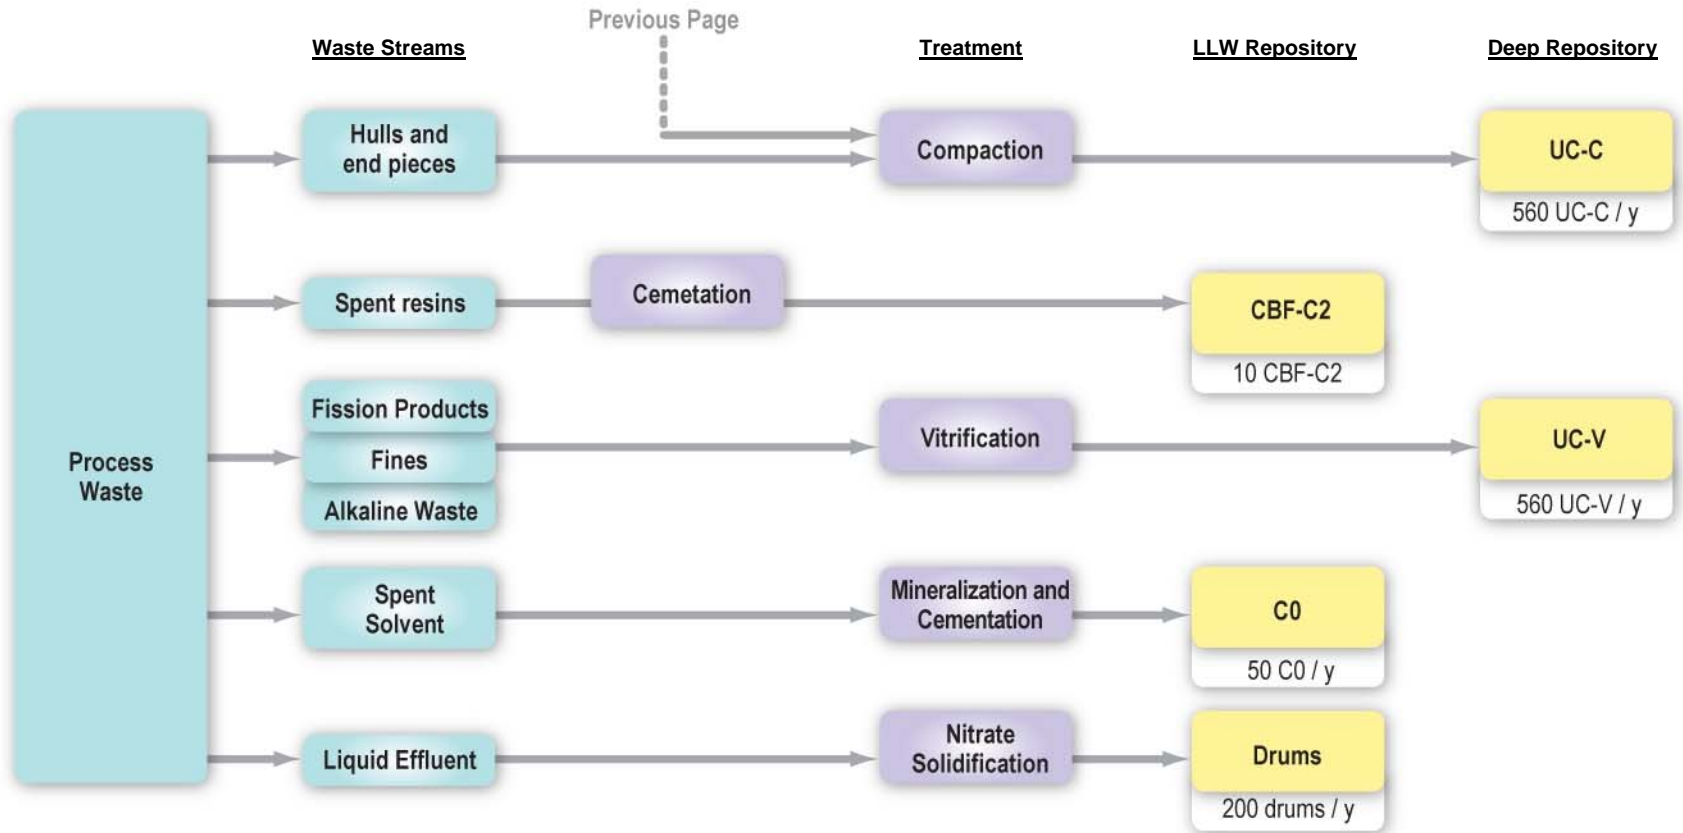 Previous Page
Waste Streams
Treatment
LLW Repository
Deep Repository
Process
Waste
Hulls and
end pieces
Compaction
UC-C
560 UC-C / y
Spent resins
Cemetation
CBF-C2
10 CBF-C2
Fission Products
Fines
Alkaline Waste
Vitrification
UC-V
560 UC-V / y
Spent
Solvent
Mineralization and
Cementation
C0
50 C0 / y
Liquid Effluent
Nitrate
Solidification
Drums
200 drums / y